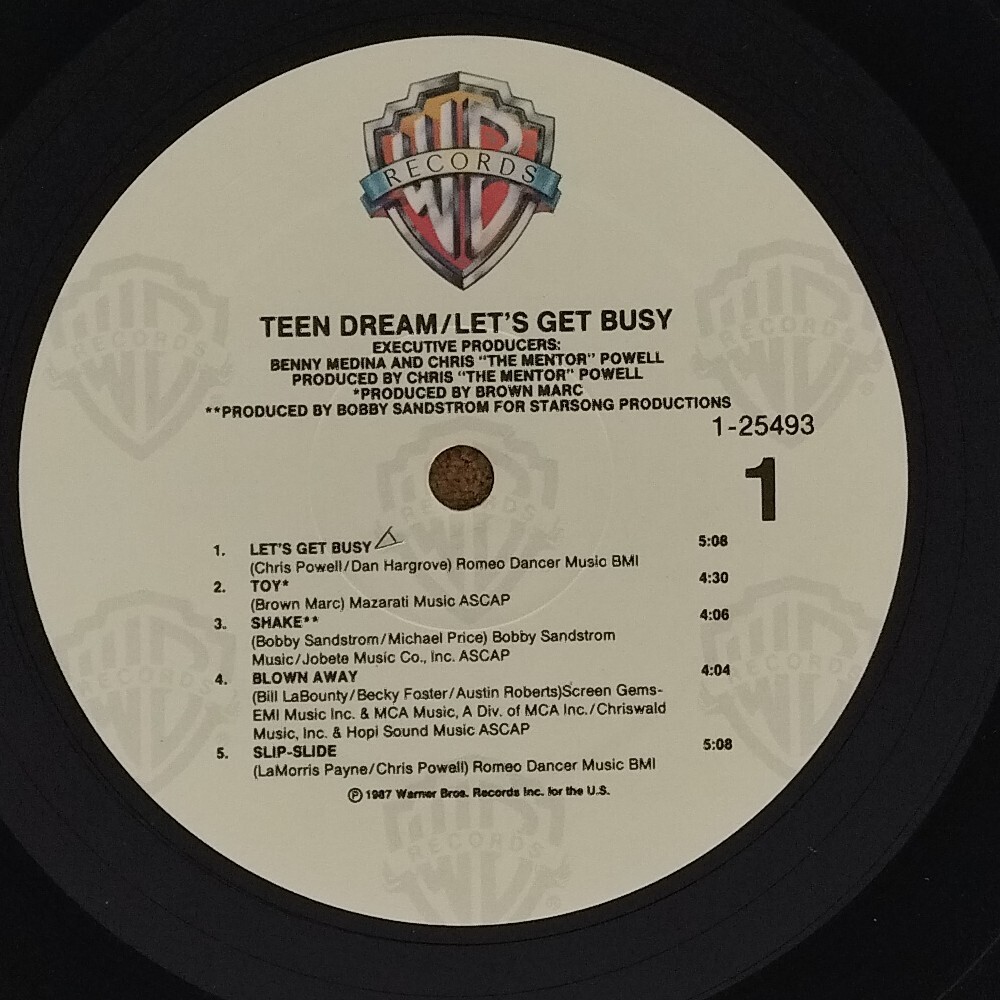 WB
RECORDS
TEEN DREAM/LET'S GET BUSY
EXECUTIVE PRODUCERS:
BENNY MEDINA AND CHRIS "THE MENTOR" POWELL
PRODUCED BY CHRIS "THE MENTOR" POWELL
*PRODUCED BY BROWN MARC
**PRODUCED BY BOBBY SANDSTROM FOR STARSONG PRODUCTIONS
1-25493
1
1. LET'S GET BUSY 5:08
(Chris Powell/Dan Hargrove) Romeo Dancer Music BMI
2. TOY* 4:30
(Brown Marc) Mazarati Music ASCAP
3. SHAKE** 4:06
(Bobby Sandstrom/Michael Price) Bobby Sandstrom
Music/Jobete Music Co., Inc. ASCAP
4. BLOWN AWAY 4:04
(Bill LaBounty/Becky Foster/Austin Roberts)Screen Gems-
EMI Music Inc. & MCA Music, A Div. of MCA Inc./Chriswald
Music, Inc. & Hopi Sound Music ASCAP
5. SLIP-SLIDE 5:08
(LaMorris Payne/Chris Powell) Romeo Dancer Music BMI
℗ 1987 Warner Bros. Records Inc. for the U.S.